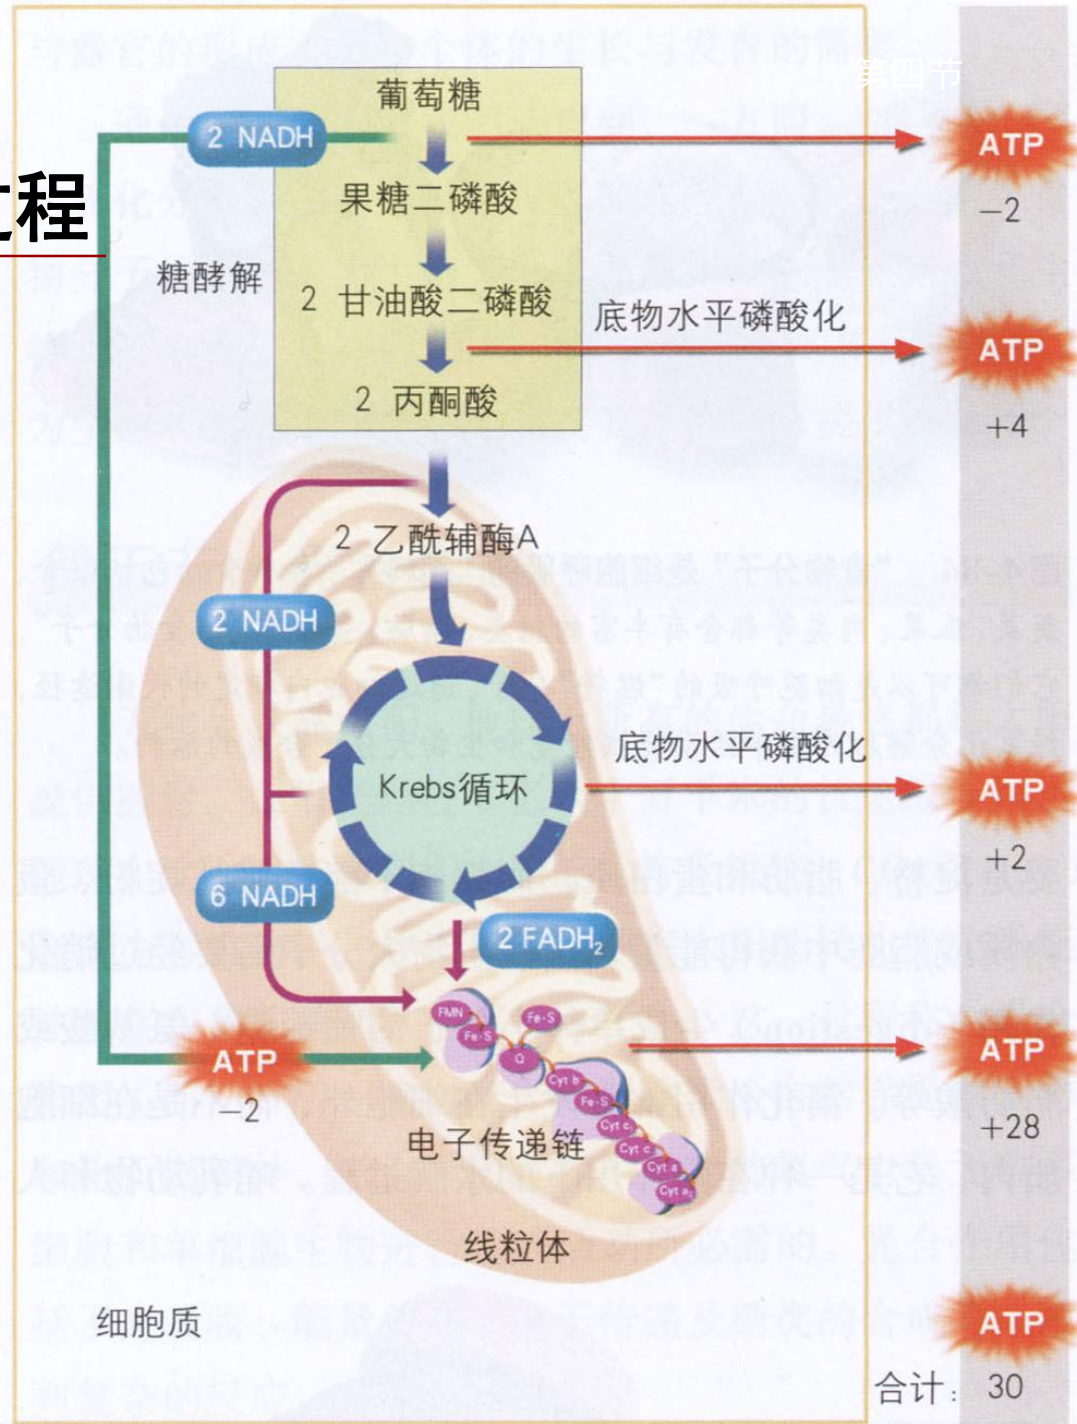 第四节
过程
葡萄糖
2 NADH
ATP
-2
果糖二磷酸
糖酵解
2 甘油酸二磷酸
底物水平磷酸化
ATP
+4
2 丙酮酸
2 乙酰辅酶A
2 NADH
底物水平磷酸化
Krebs循环
ATP
+2
6 NADH
2 FADH₂
FMN
Fe-S
Fe-S
Q
Cyt b
Fe-S
Cyt c₁
Cyt c
Cyt a
Cyt a₃
ATP
-2
ATP
+28
电子传递链
线粒体
细胞质
ATP
合计: 30